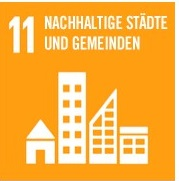 11 NACHHALTIGE STÄDTE
UND GEMEINDEN